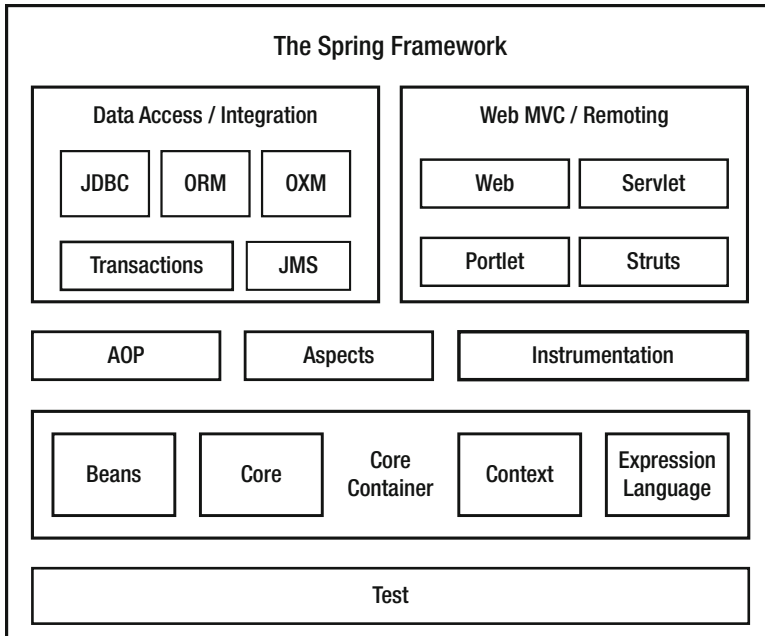 The Spring Framework
Data Access / Integration
JDBC
ORM
OXM
Transactions
JMS
Web MVC / Remoting
Web
Servlet
Portlet
Struts
AOP
Aspects
Instrumentation
Beans
Core
Core
Container
Context
Expression
Language
Test